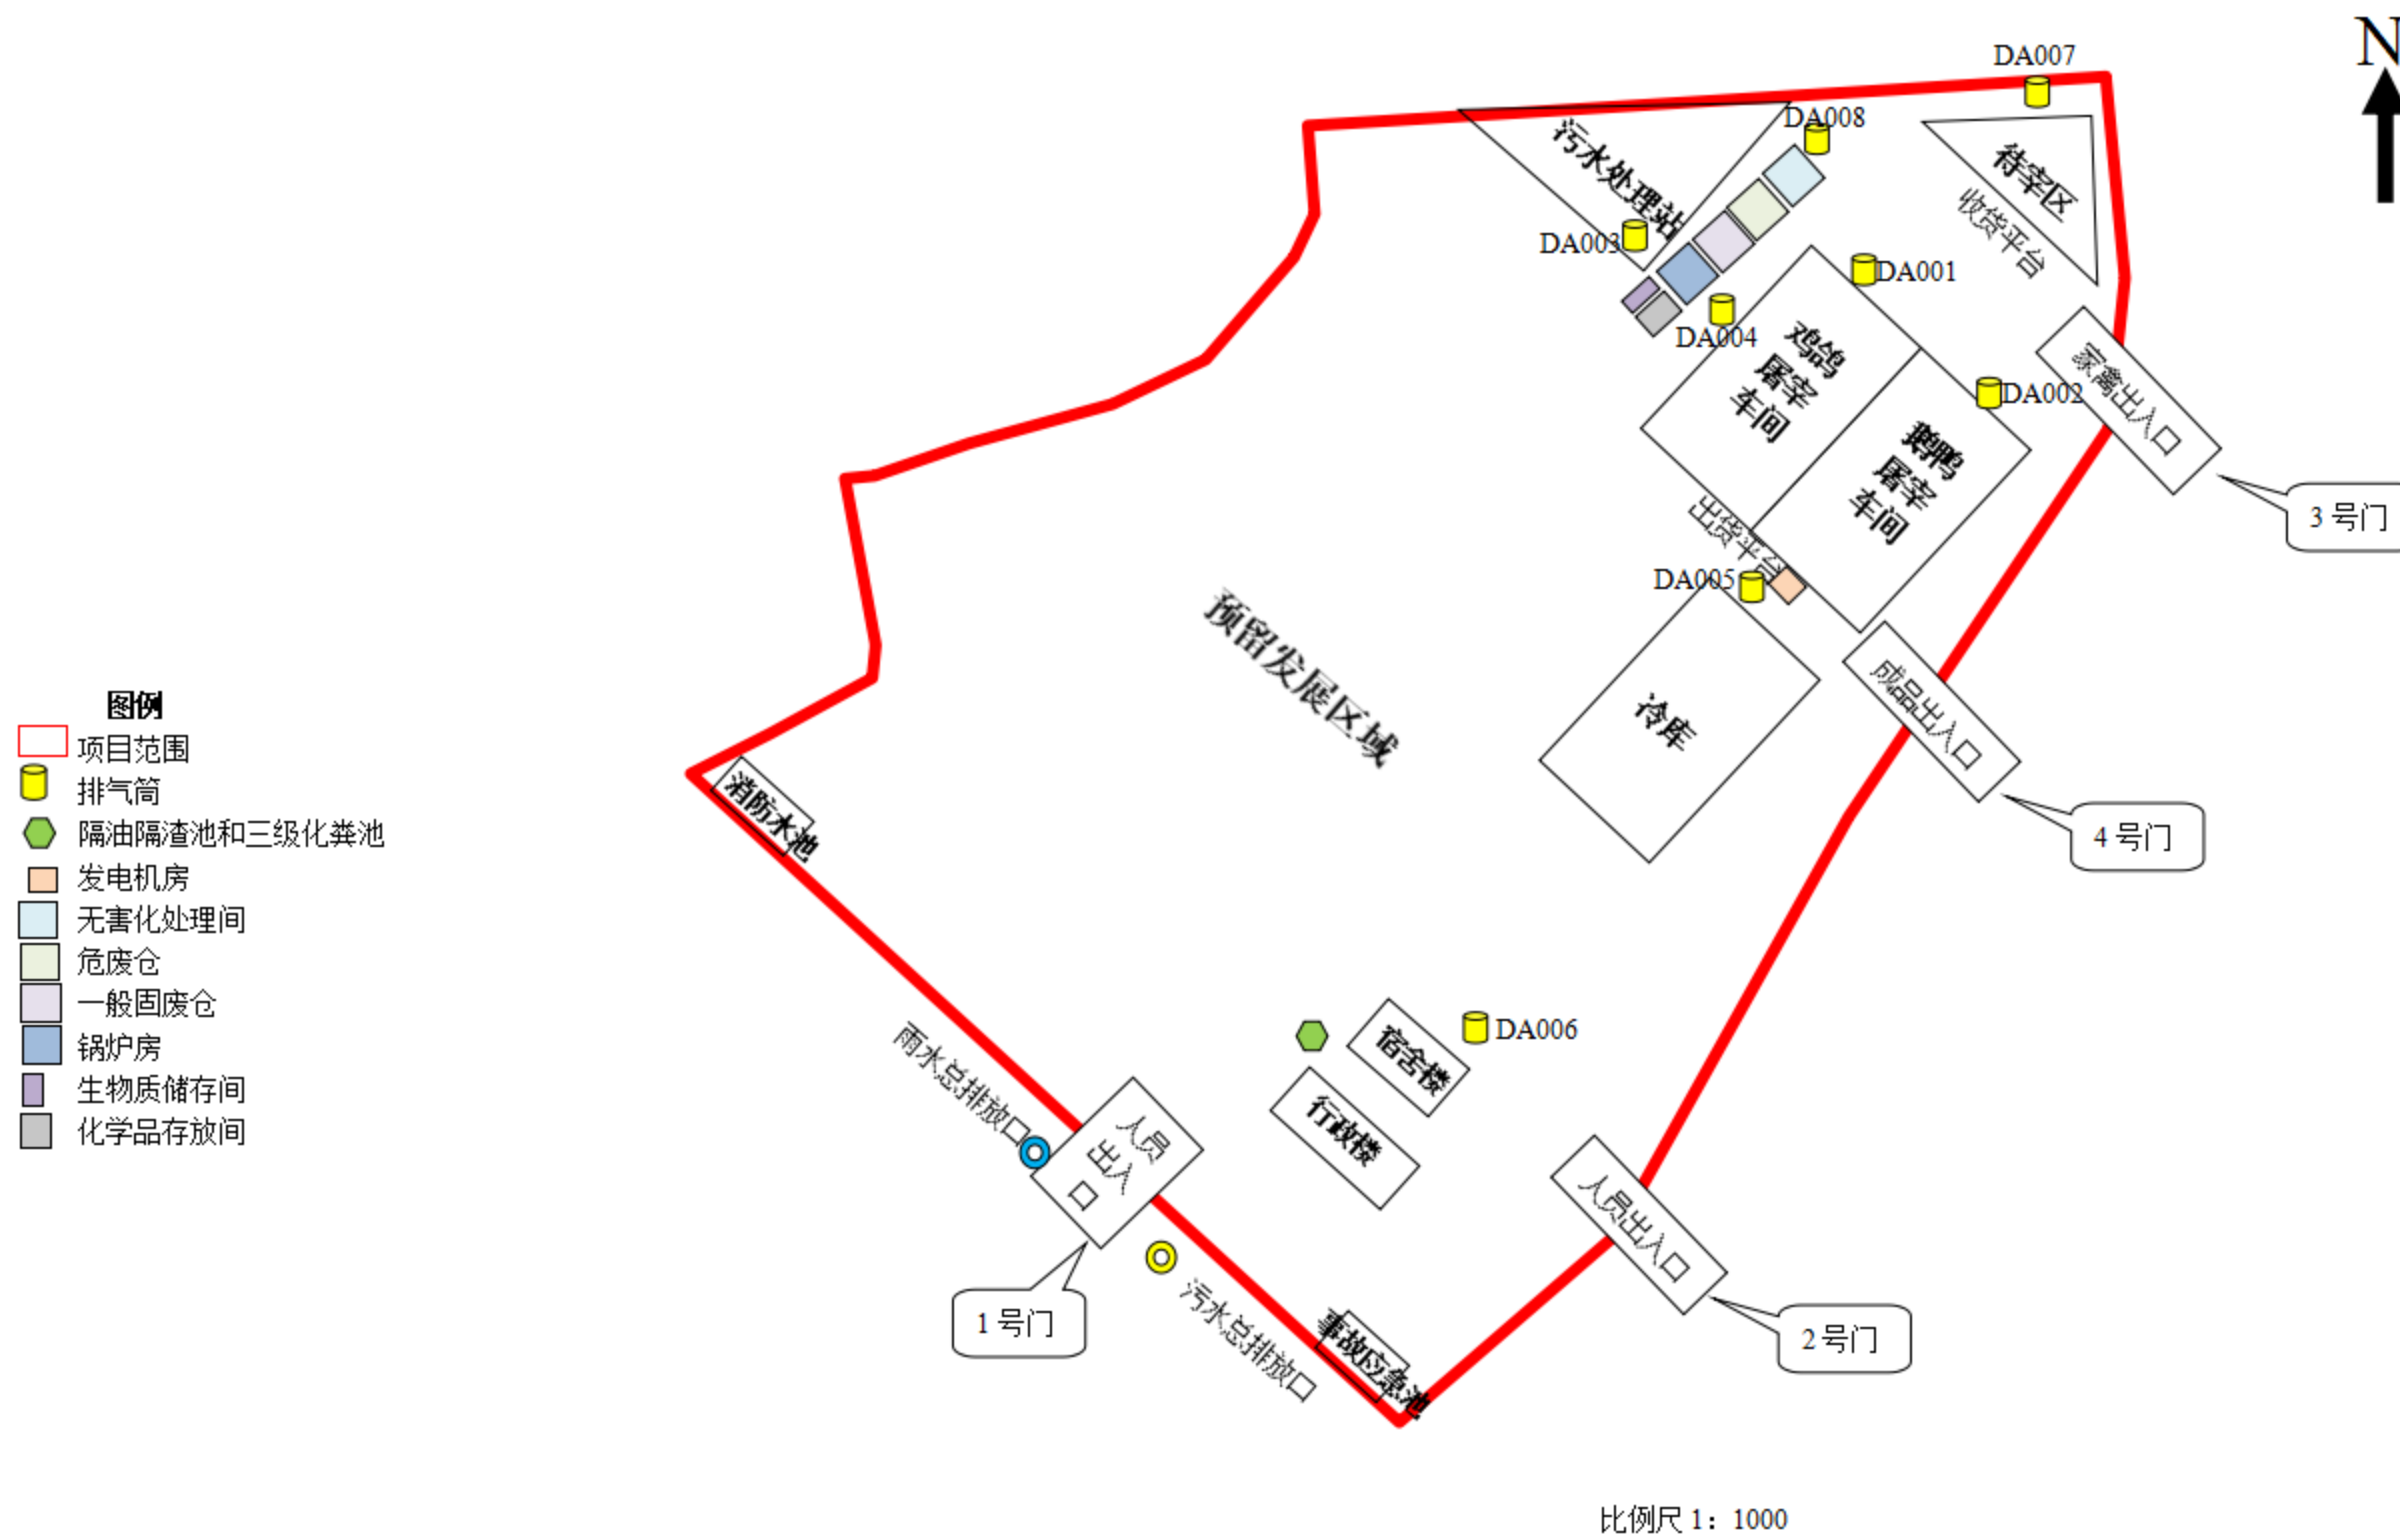 N
DA007
DA008
污水处理站
待宰区
收货平台
DA003
DA001
DA004
鸡鸽
屠宰
车间
家禽出入口
DA002
鹅鸭
屠宰
车间
3 号门
出货平台
DA005
预留发展区域
冷库
成品出入口
4 号门
图例
项目范围
排气筒
隔油隔渣池和三级化粪池
发电机房
无害化处理间
危废仓
一般固废仓
锅炉房
生物质储存间
化学品存放间
消防水池
DA006
宿舍楼
行政楼
雨水总排放口
人员
出入
口
人员出入口
1 号门
污水总排放口
事故应急池
2 号门
比例尺 1：1000